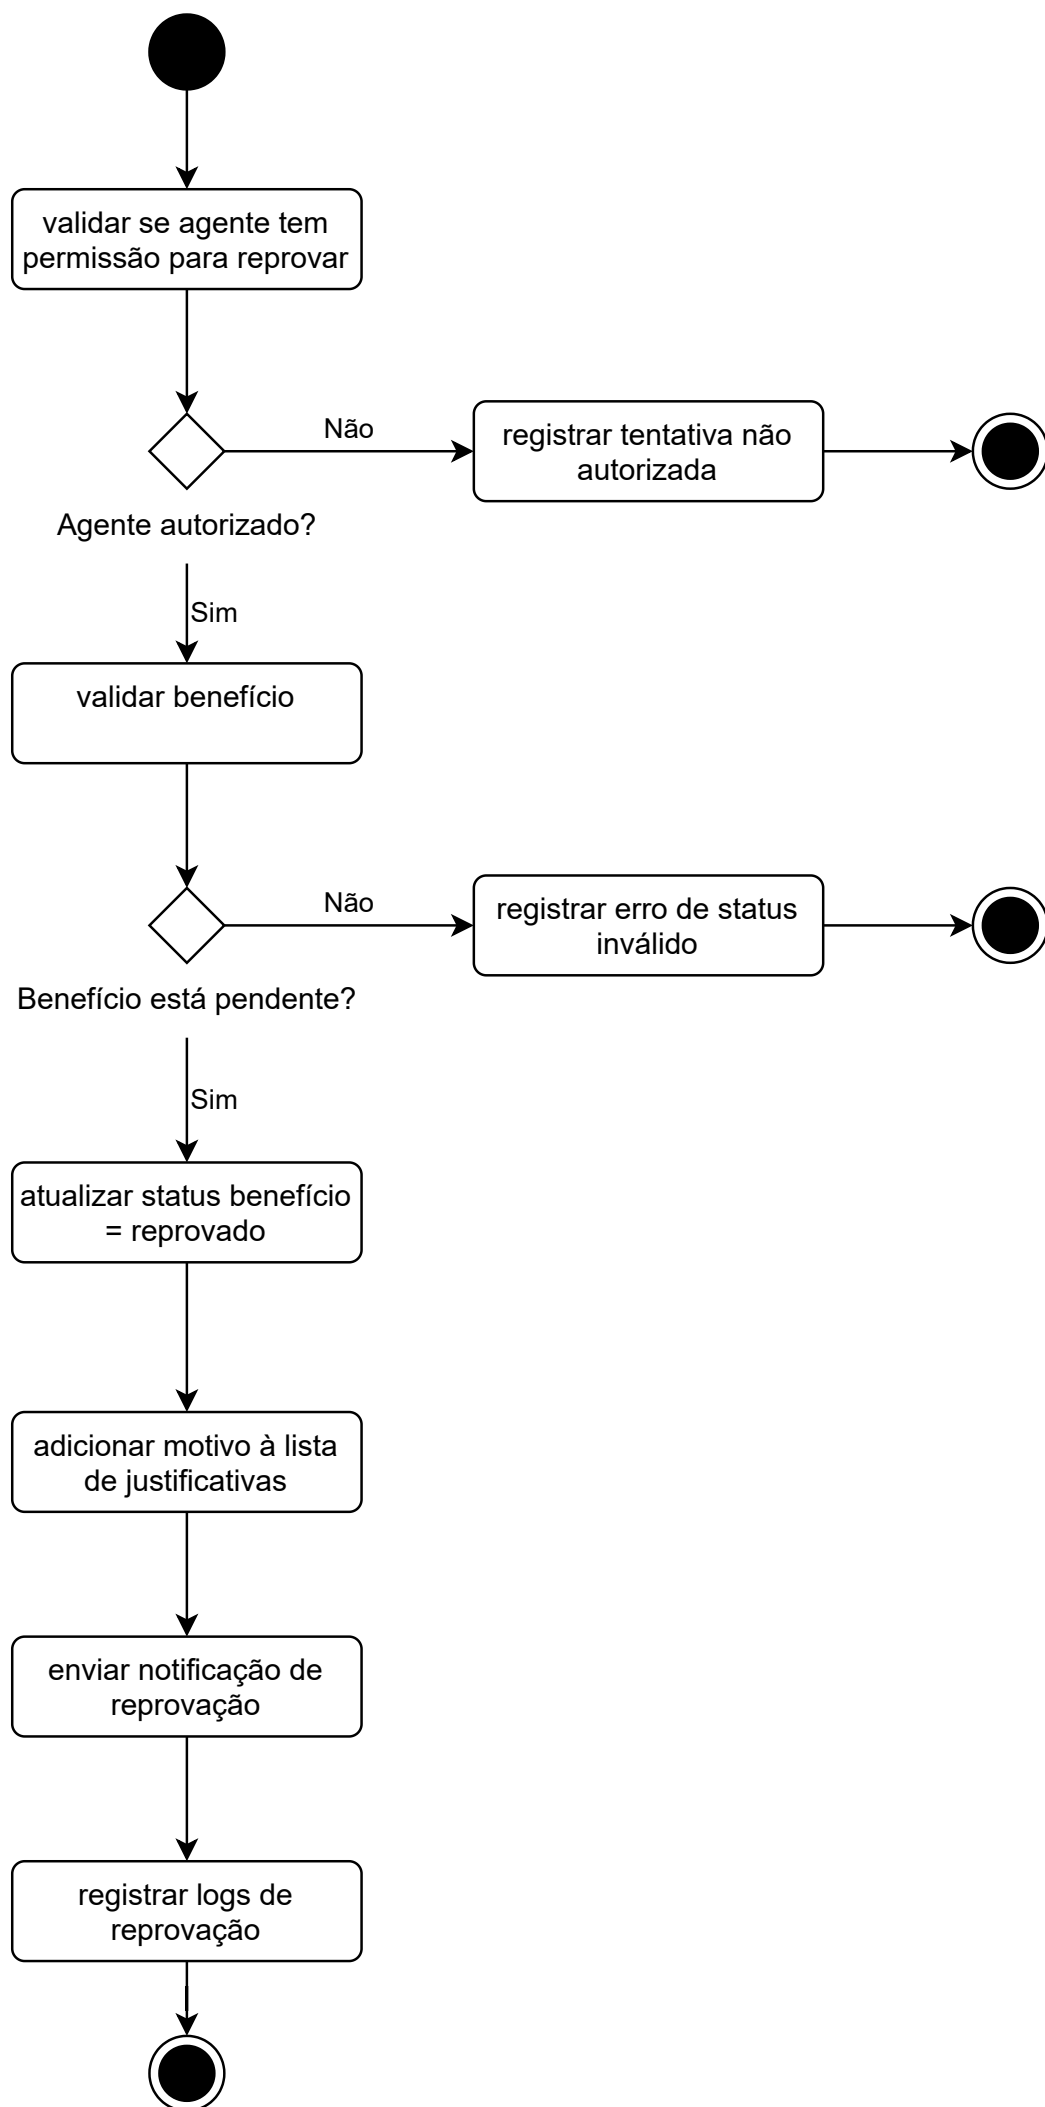 validar se agente tem
permissão para reprovar
Não
registrar tentativa não
autorizada
Agente autorizado?
Sim
validar benefício
Não
registrar erro de status
inválido
Benefício está pendente?
Sim
atualizar status benefício
= reprovado
adicionar motivo à lista
de justificativas
enviar notificação de
reprovação
registrar logs de
reprovação